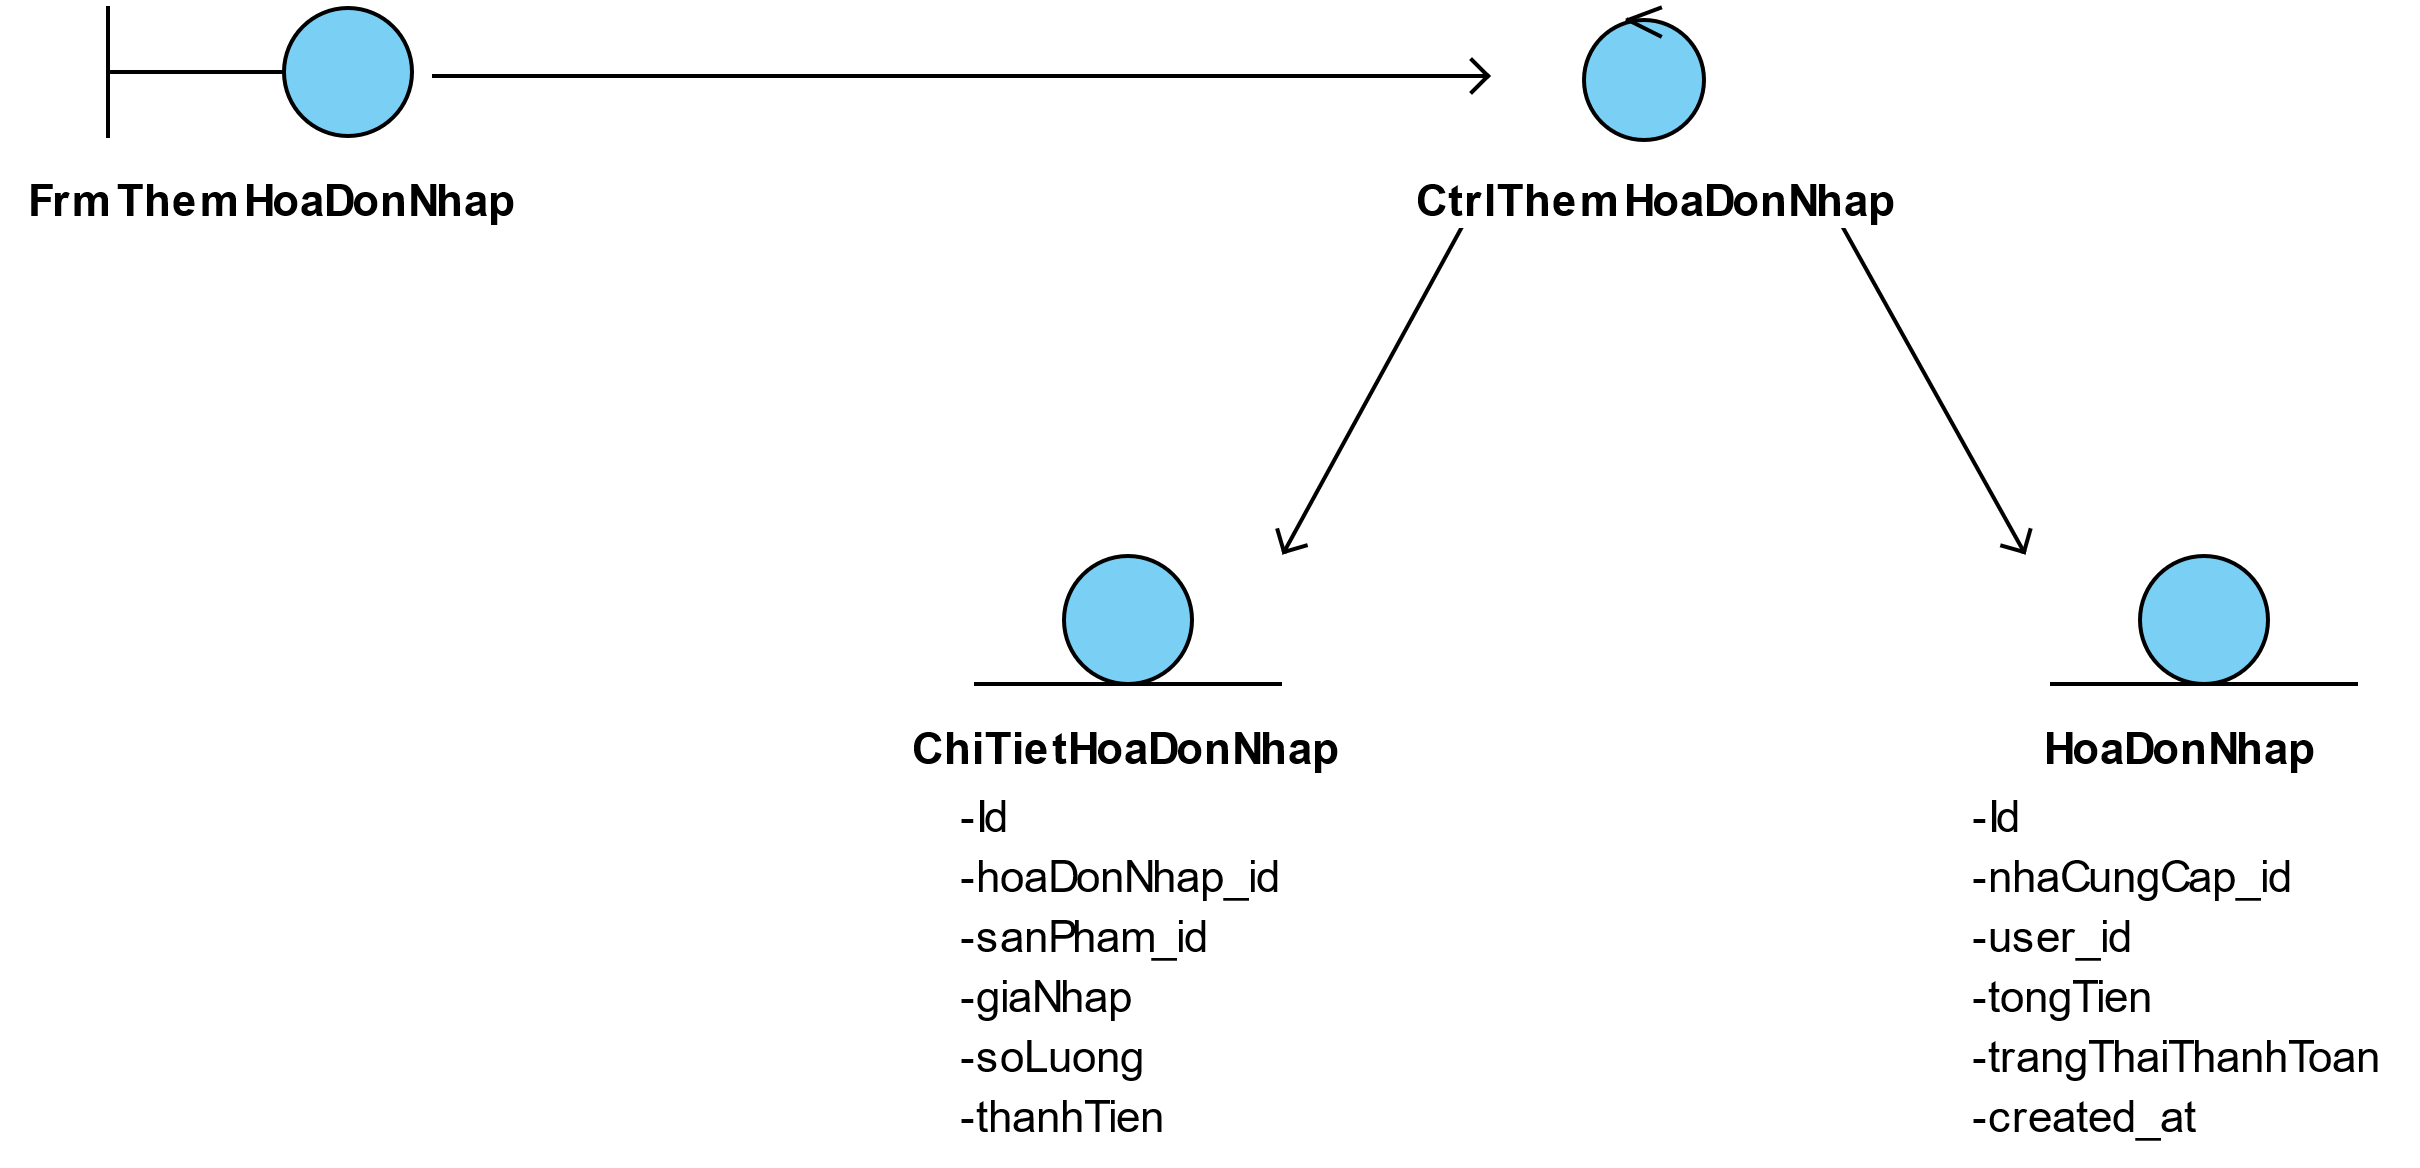 FrmThemHoaDonNhap
CtrlThemHoaDonNhap
ChiTietHoaDonNhap
-Id
-hoaDonNhap_id
-sanPham_id
-giaNhap
-soLuong
-thanhTien
HoaDonNhap
-Id
-nhaCungCap_id
-user_id
-tongTien
-trangThaiThanhToan
-created_at